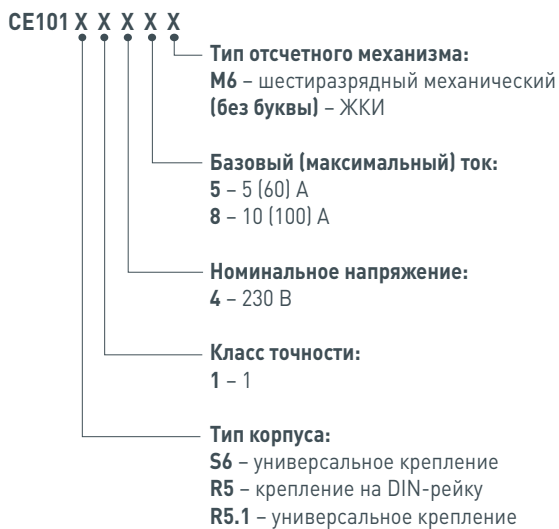 CE101 X X X X X
Тип отсчетного механизма:
М6 – шестиразрядный механический
(без буквы) – ЖКИ
Базовый (максимальный) ток:
5 – 5 (60) А
8 – 10 (100) А
Номинальное напряжение:
4 – 230 В
Класс точности:
1 – 1
Тип корпуса:
S6 – универсальное крепление
R5 – крепление на DIN-рейку
R5.1 – универсальное крепление